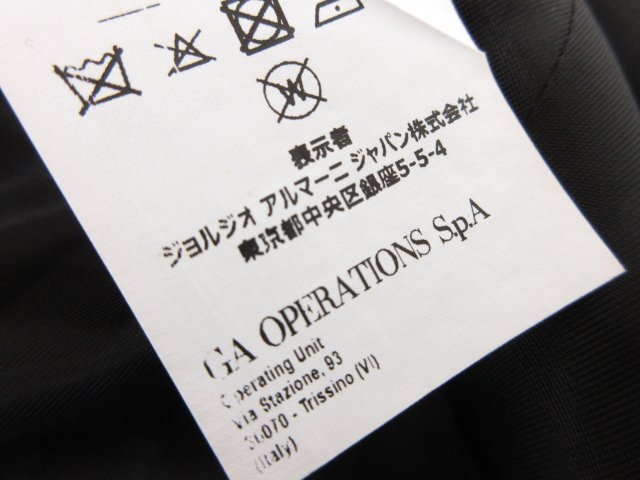 表示者
ジョルジオ アルマーニ ジャパン株式会社
東京都中央区銀座5-5-4
GA OPERATIONS S.p.A
Operating Unit
Via Stazione, 93
36070 - Trissino (VI)
(Italy)